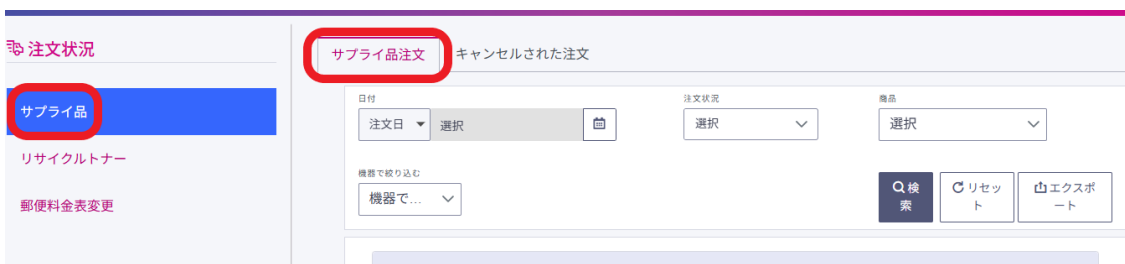 注文状況
サプライ品
リサイクルトナー
郵便料金表変更
サプライ品注文
キャンセルされた注文
日付
注文日
選択
注文状況
選択
商品
選択
機器で絞り込む
機器で...
検
索
リセッ
ト
エクスポ
ート